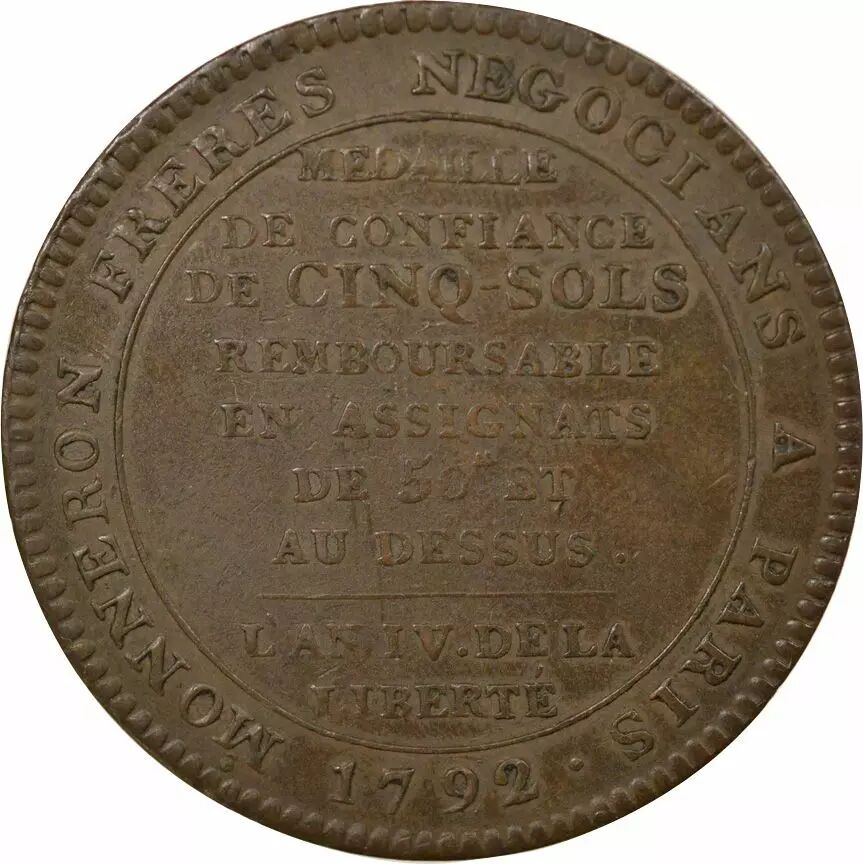 MONNERON FRERES NEGOCIANS A PARIS .
MEDAILLE
DE CONFIANCE
DE CINQ-SOLS
REMBOURSABLE
EN ASSIGNATS
DE 50# ET
AU DESSUS .
L'AN IV. DE LA
LIBERTÉ
. 1792 .